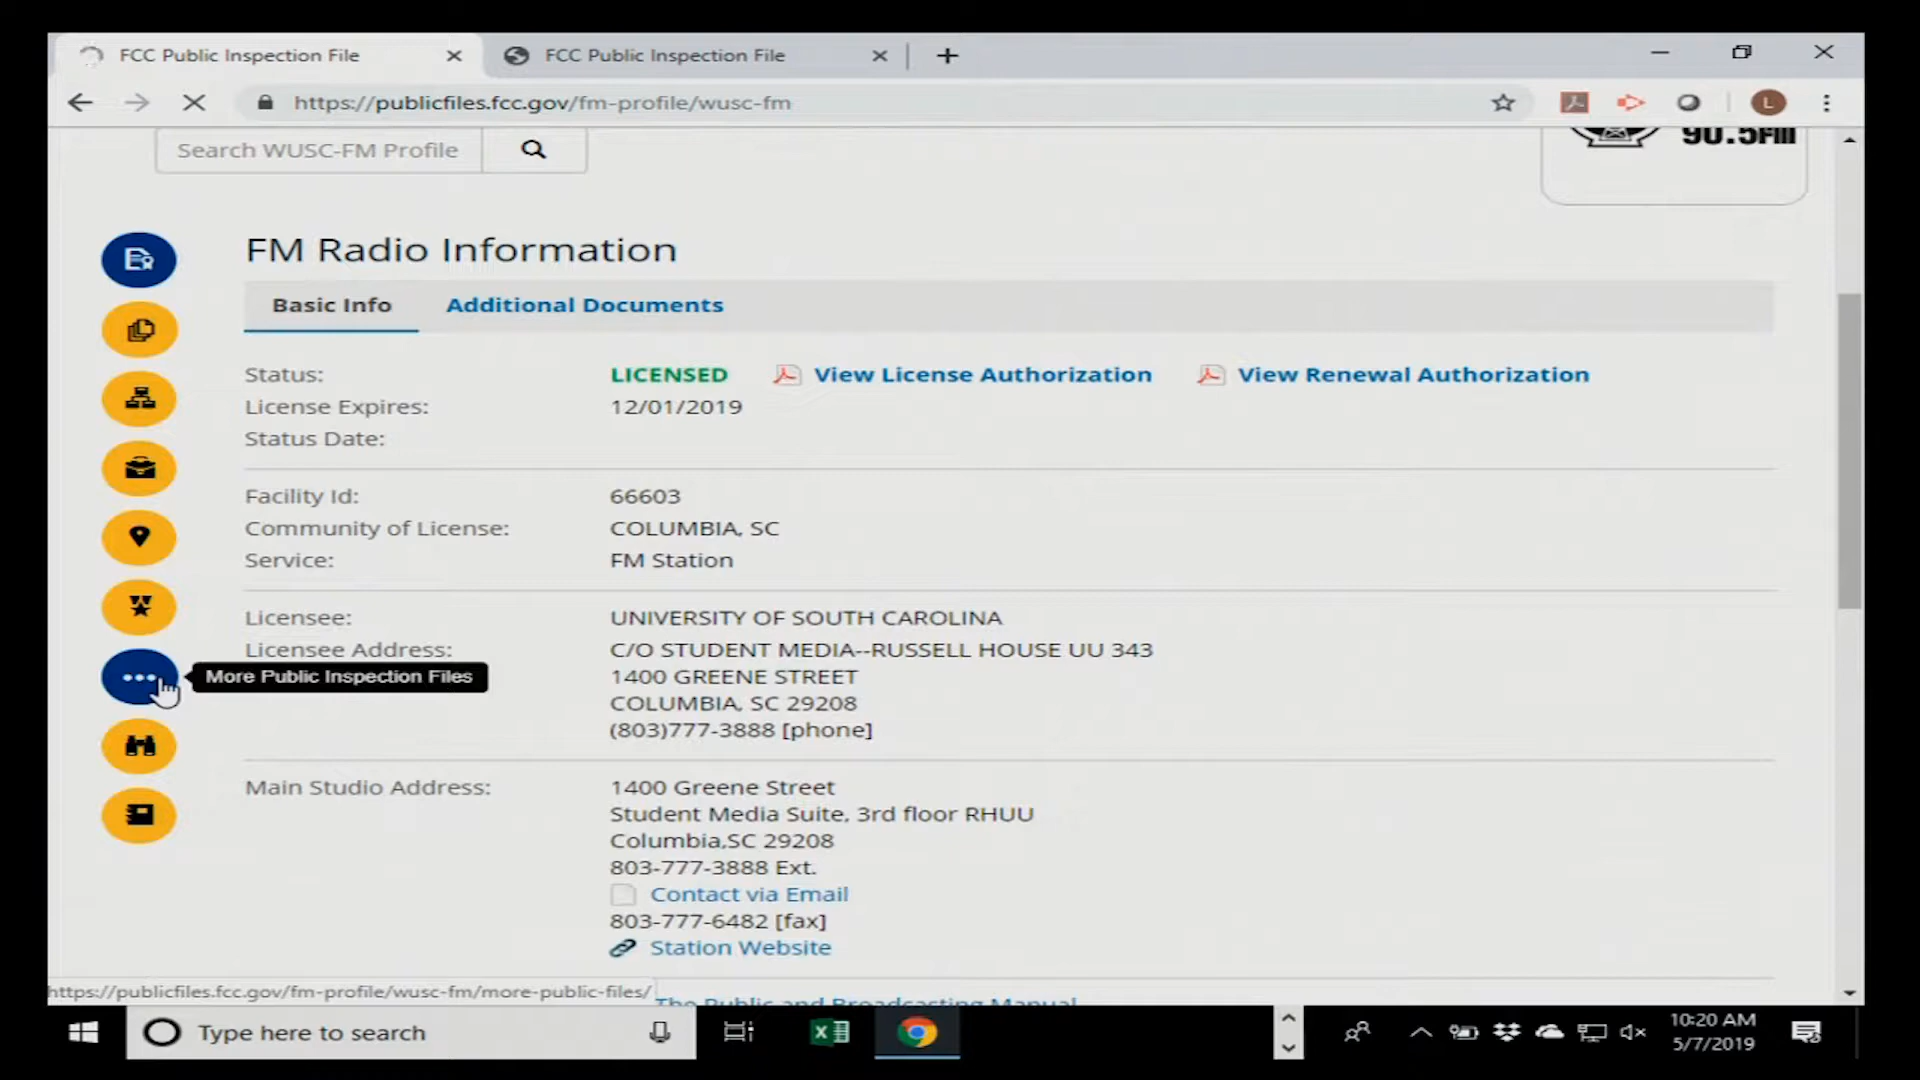 FCC Public Inspection File
FCC Public Inspection File
https://publicfiles.fcc.gov/fm-profile/wusc-fm
L
Search WUSC-FM Profile
90.5FM
FM Radio Information
Basic Info
Additional Documents
Status: LICENSED View License Authorization View Renewal Authorization
License Expires: 12/01/2019
Status Date:
Facility Id: 66603
Community of License: COLUMBIA, SC
Service: FM Station
Licensee: UNIVERSITY OF SOUTH CAROLINA
Licensee Address: C/O STUDENT MEDIA--RUSSELL HOUSE UU 343
More Public Inspection Files
1400 GREENE STREET
COLUMBIA, SC 29208
(803)777-3888 [phone]
Main Studio Address: 1400 Greene Street
Student Media Suite, 3rd floor RHUU
Columbia,SC 29208
803-777-3888 Ext.
Contact via Email
803-777-6482 [fax]
Station Website
https://publicfiles.fcc.gov/fm-profile/wusc-fm/more-public-files/
The Public and Broadcasting Manual
Type here to search
10:20 AM
5/7/2019